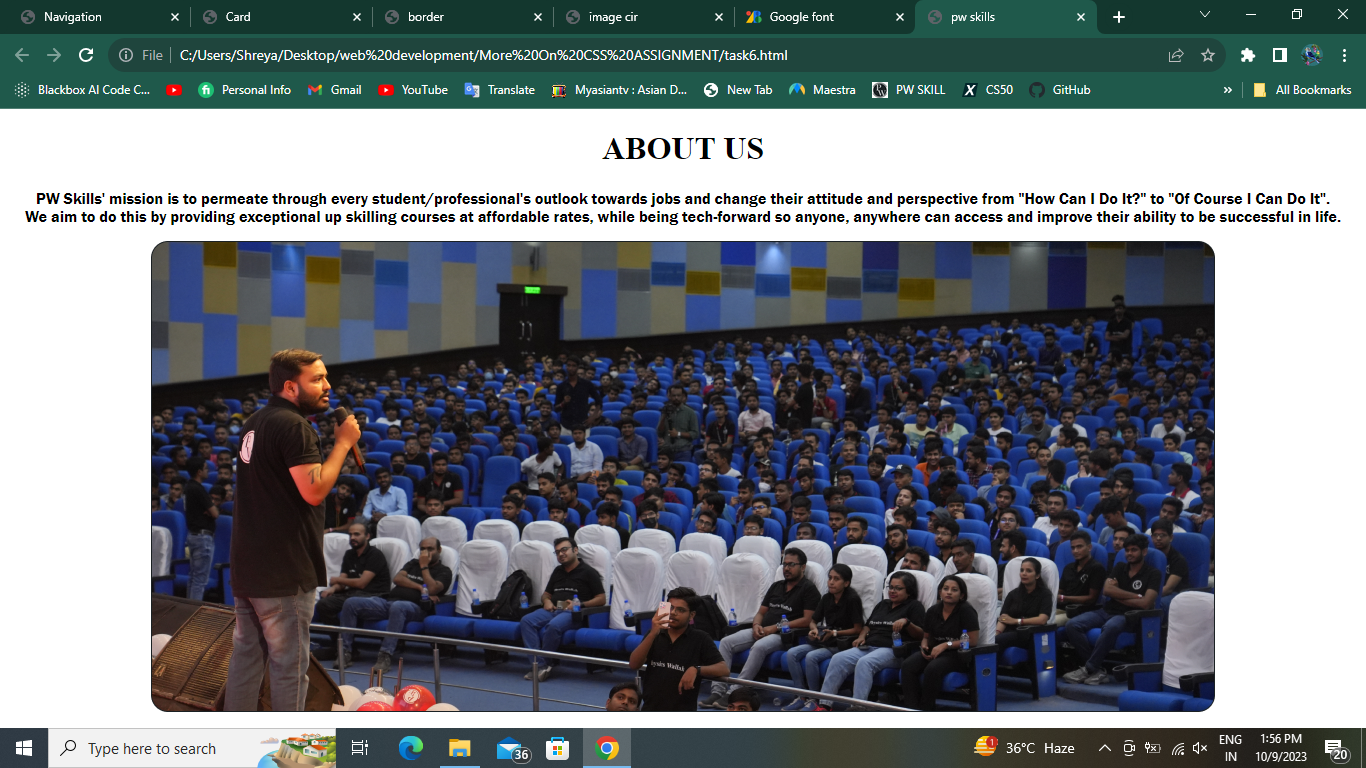 Navigation
Card
border
image cir
Google font
pw skills
File
C:/Users/Shreya/Desktop/web%20development/More%20On%20CSS%20ASSIGNMENT/task6.html
Blackbox AI Code C...
Personal Info
Gmail
YouTube
Translate
Myasiantv : Asian D...
New Tab
Maestra
PW SKILL
CS50
GitHub
»
All Bookmarks
ABOUT US
PW Skills' mission is to permeate through every student/professional's outlook towards jobs and change their attitude and perspective from "How Can I Do It?" to "Of Course I Can Do It".
We aim to do this by providing exceptional up skilling courses at affordable rates, while being tech-forward so anyone, anywhere can access and improve their ability to be successful in life.
Physics Wallah
Type here to search
36
1
36°C Haze
ENG
IN
1:56 PM
10/9/2023
20